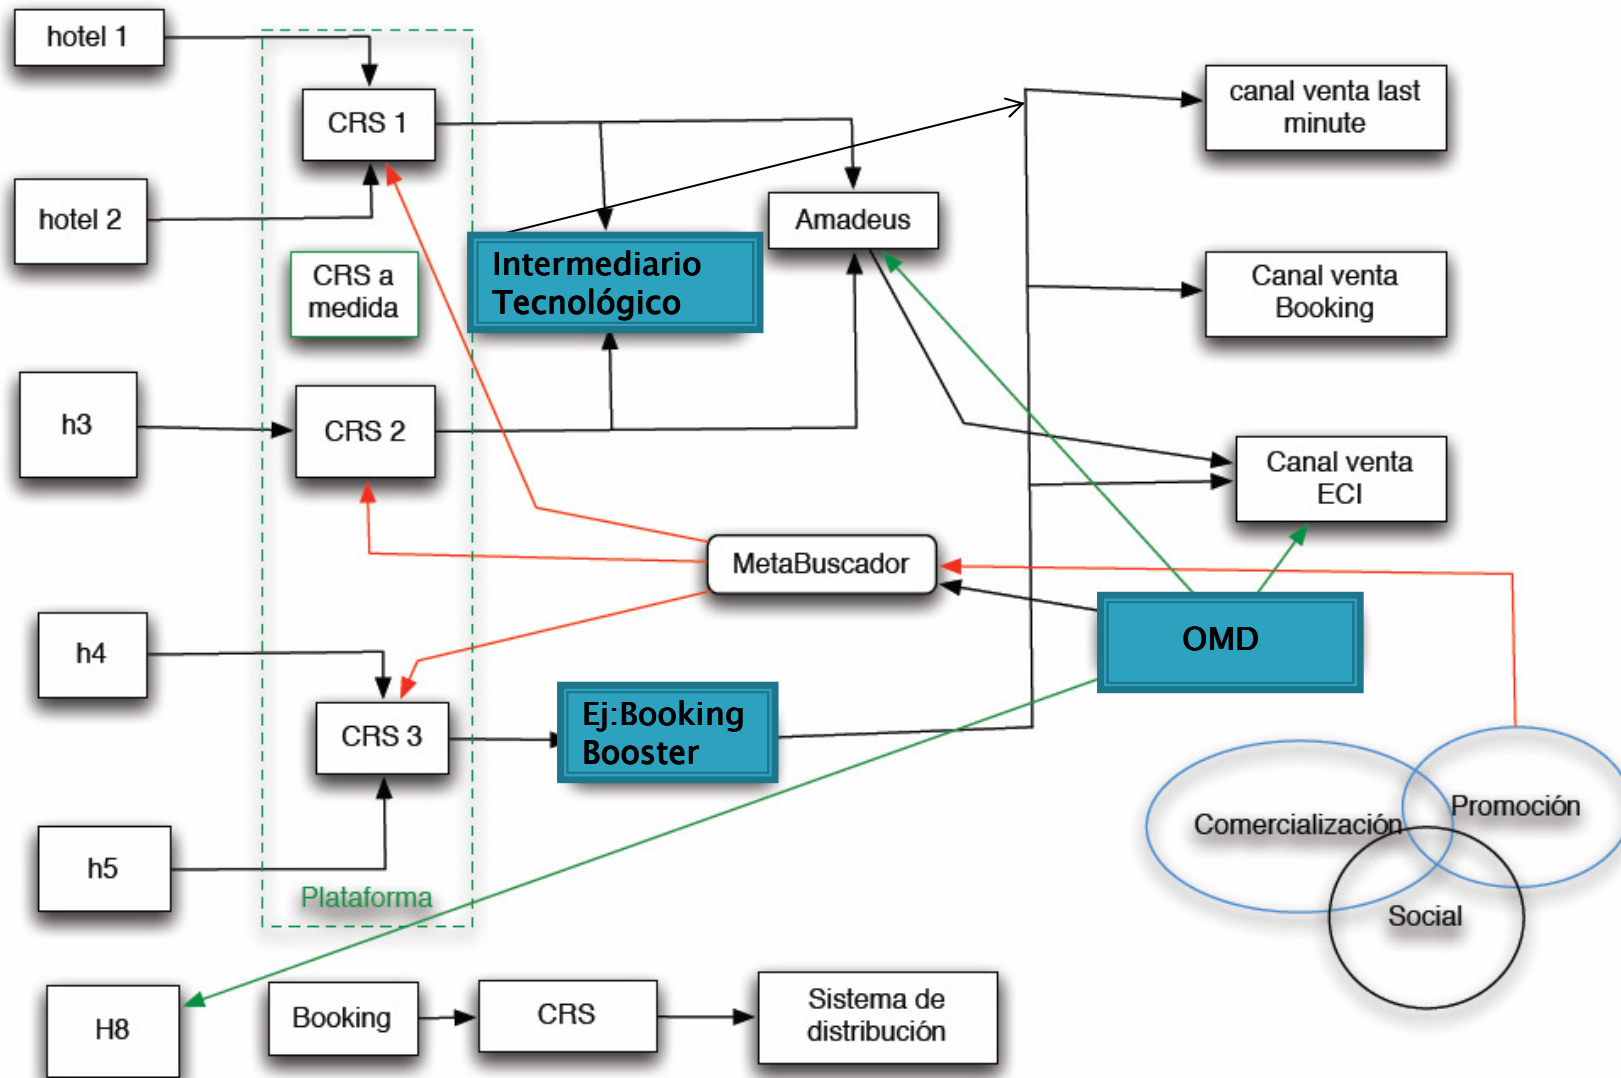 hotel 1
CRS 1
canal venta last
minute
hotel 2
Amadeus
CRS a
medida
Intermediario
Tecnológico
Canal venta
Booking
h3
CRS 2
Canal venta
ECI
MetaBuscador
h4
OMD
CRS 3
Ej:Booking
Booster
Comercialización
Promoción
h5
Plataforma
Social
H8
Booking
CRS
Sistema de
distribución